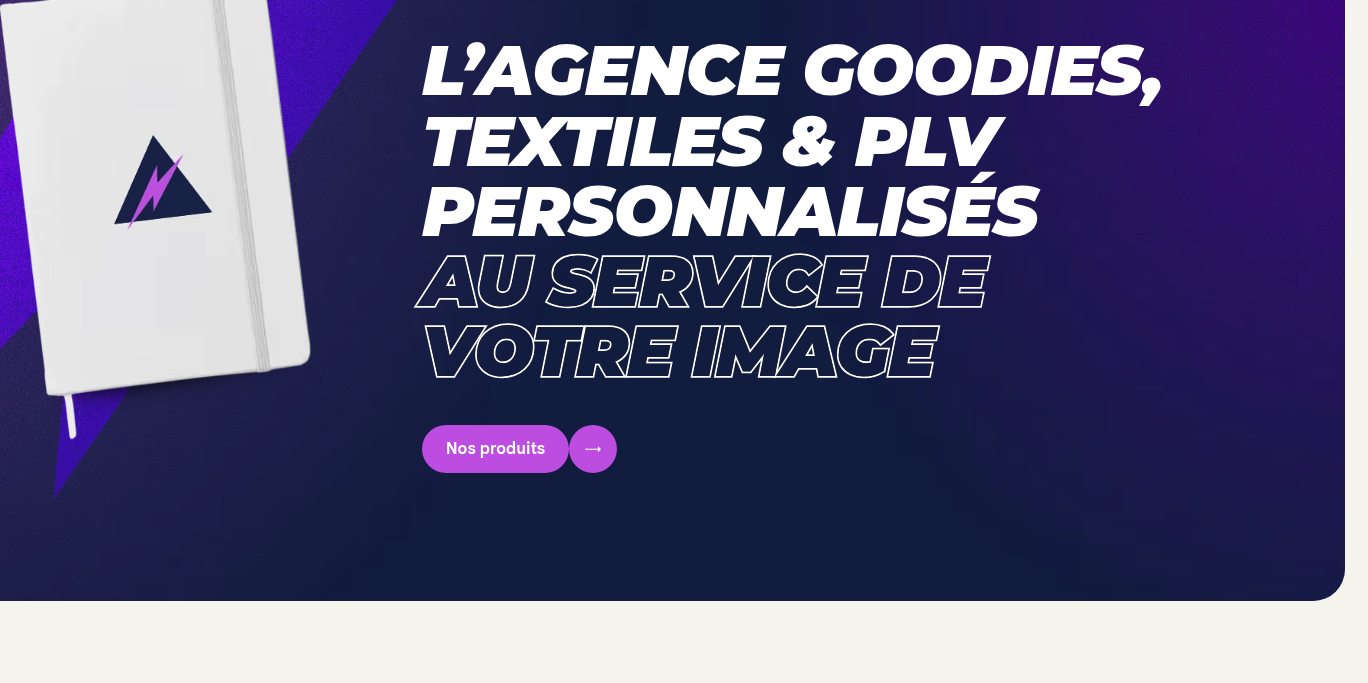 L’AGENCE GOODIES,
TEXTILES & PLV
PERSONNALISÉS
AU SERVICE DE
VOTRE IMAGE
Nos produits →